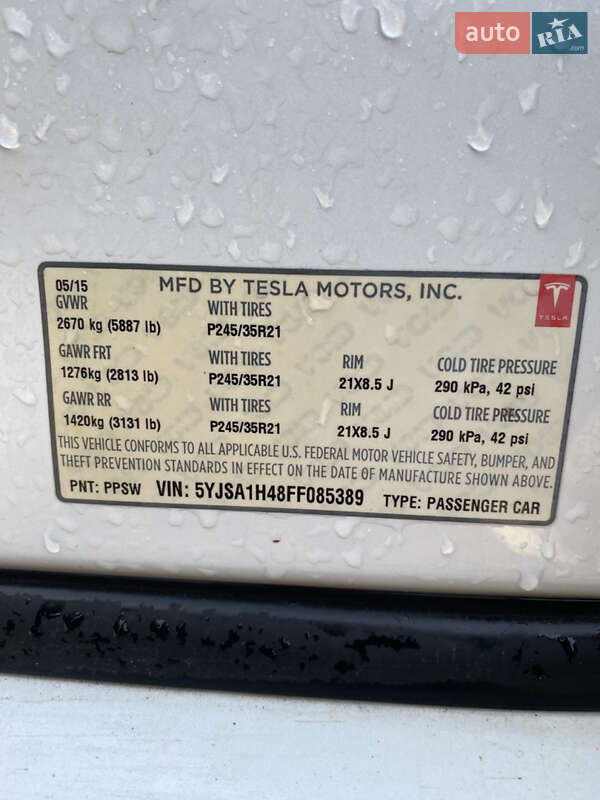 auto RIA .com
MFD BY TESLA MOTORS, INC.
TESLA
05/15
GVWR WITH TIRES
2670 kg (5887 lb) P245/35R21
GAWR FRT WITH TIRES RIM COLD TIRE PRESSURE
1276kg (2813 lb) P245/35R21 21X8.5 J 290 kPa, 42 psi
GAWR RR WITH TIRES RIM COLD TIRE PRESSURE
1420kg (3131 lb) P245/35R21 21X8.5 J 290 kPa, 42 psi
THIS VEHICLE CONFORMS TO ALL APPLICABLE U.S. FEDERAL MOTOR VEHICLE SAFETY, BUMPER, AND
THEFT PREVENTION STANDARDS IN EFFECT ON THE DATE OF MANUFACTURE SHOWN ABOVE.
PNT: PPSW VIN: 5YJSA1H48FF085389 TYPE: PASSENGER CAR